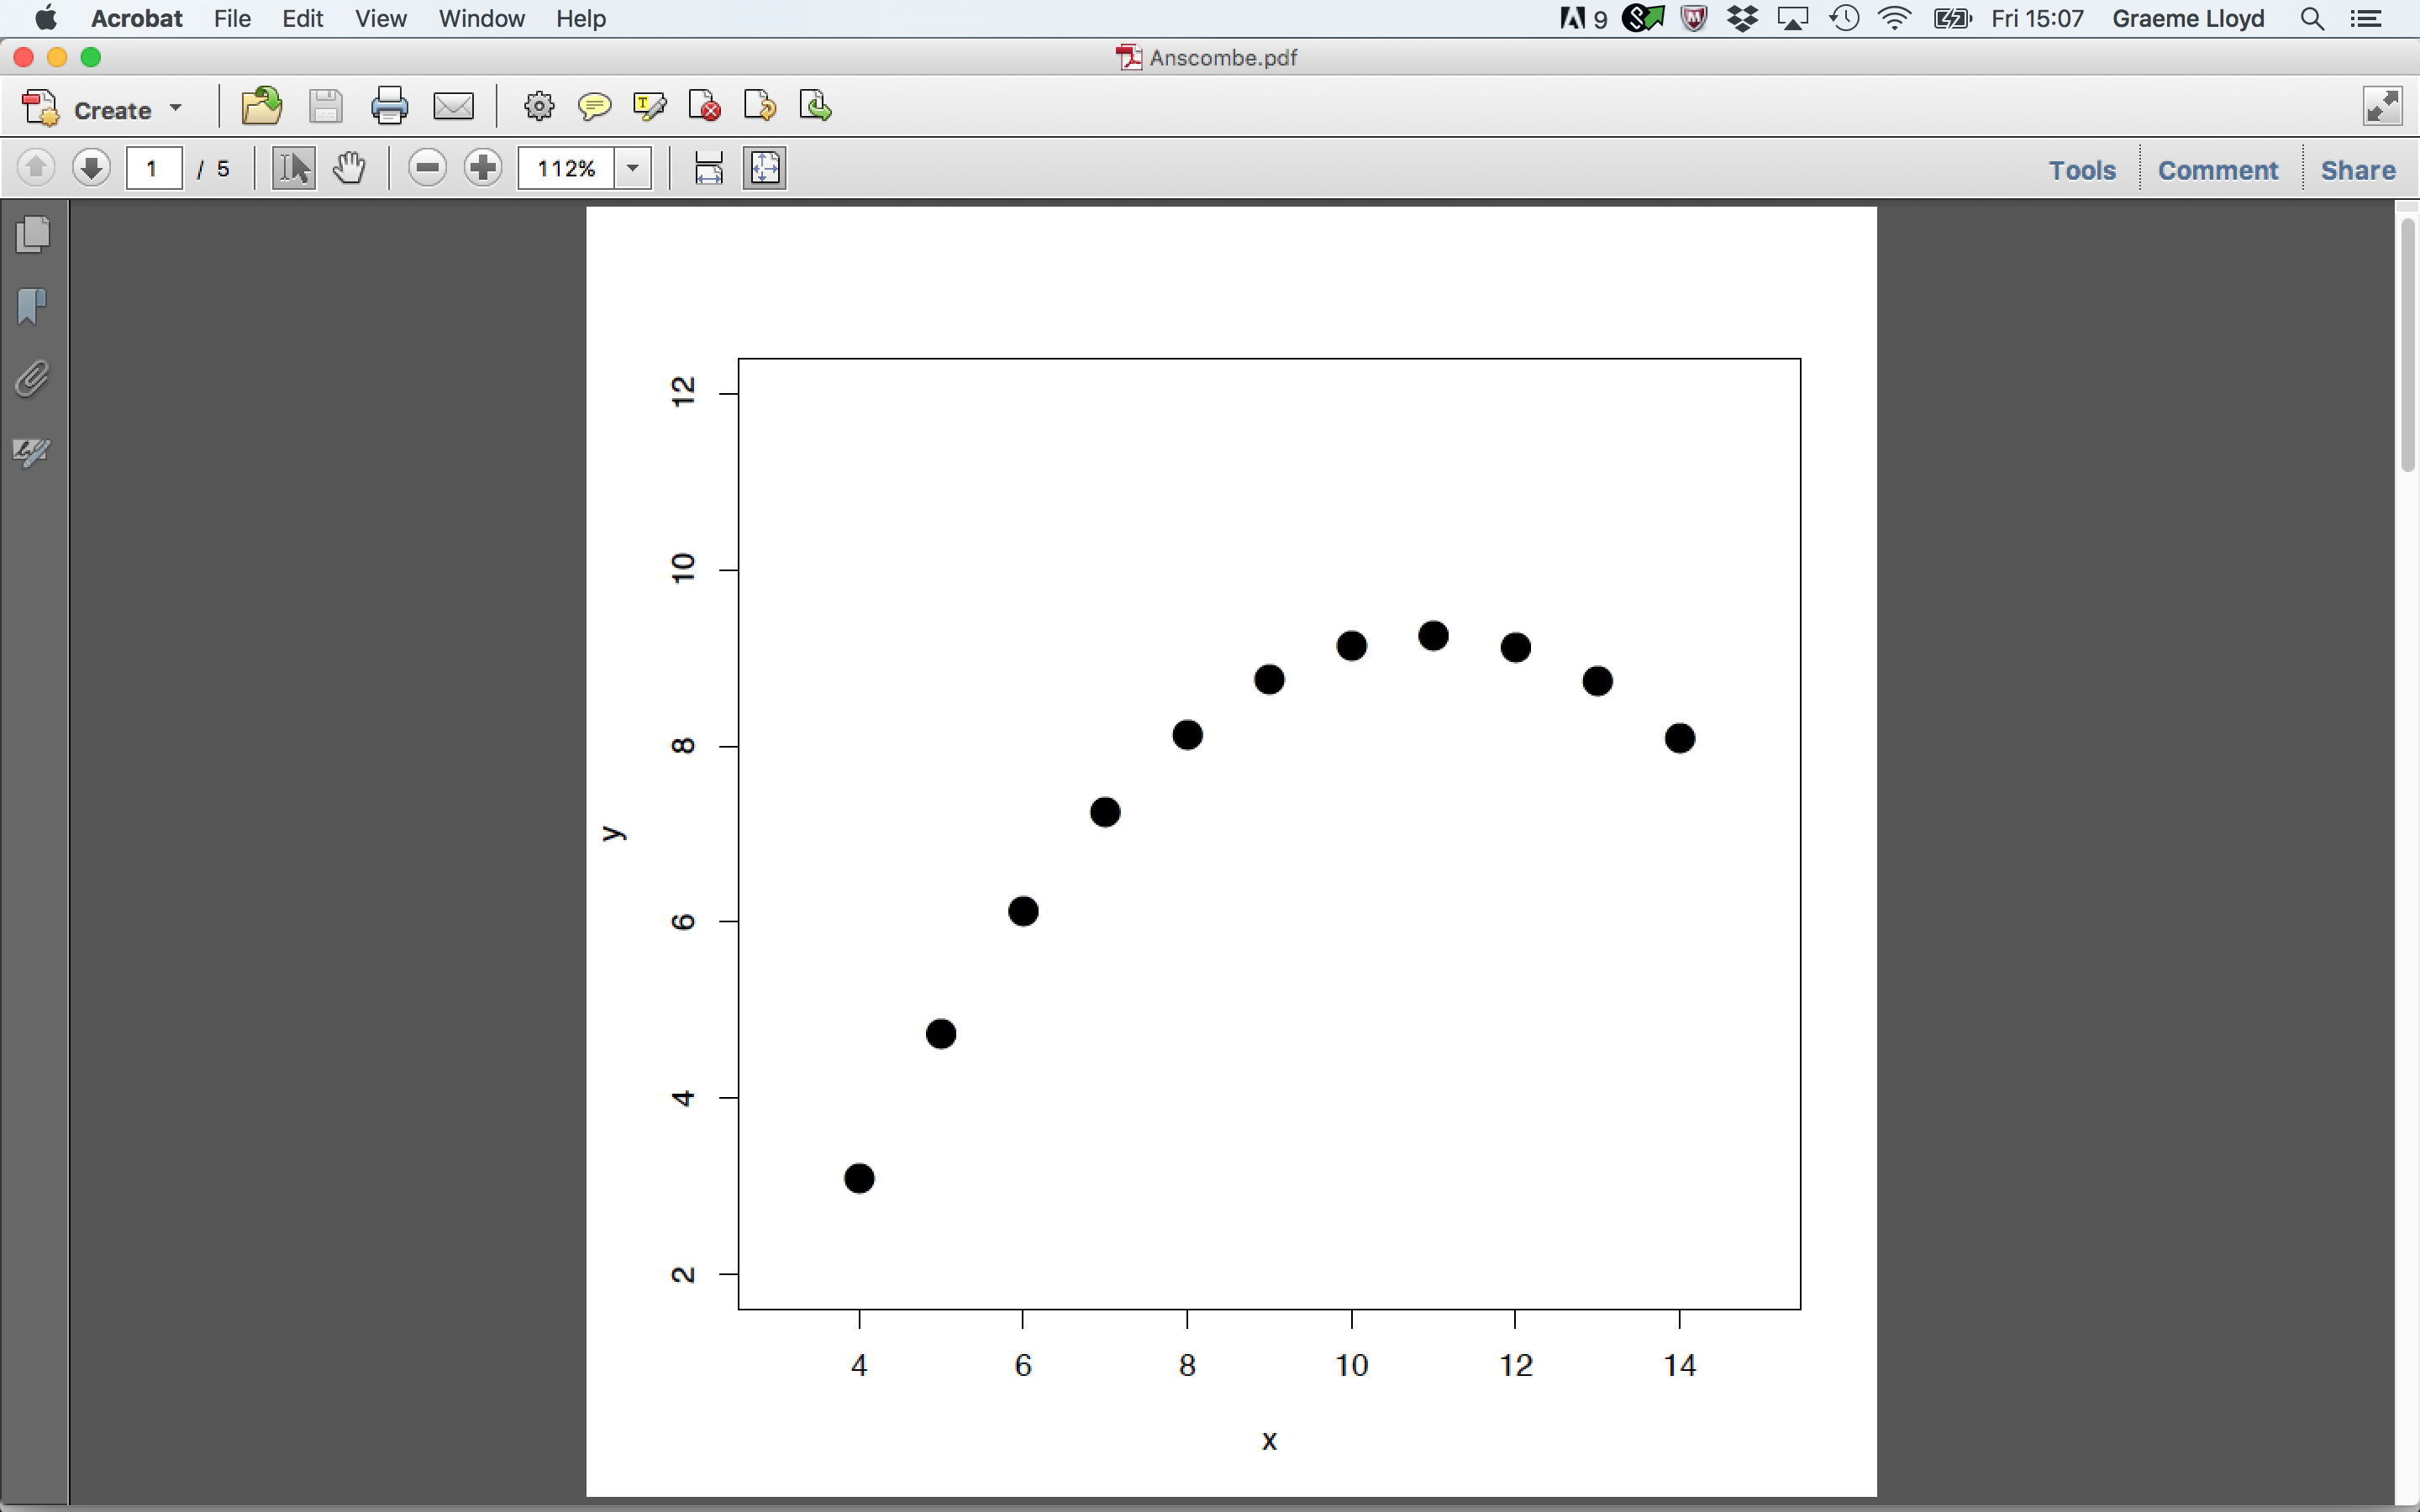 Acrobat File Edit View Window Help 9 Fri 15:07 Graeme Lloyd
Anscombe.pdf
Create
1 / 5 112% Tools Comment Share
12
10
8
6
4
2
y
4 6 8 10 12 14
x